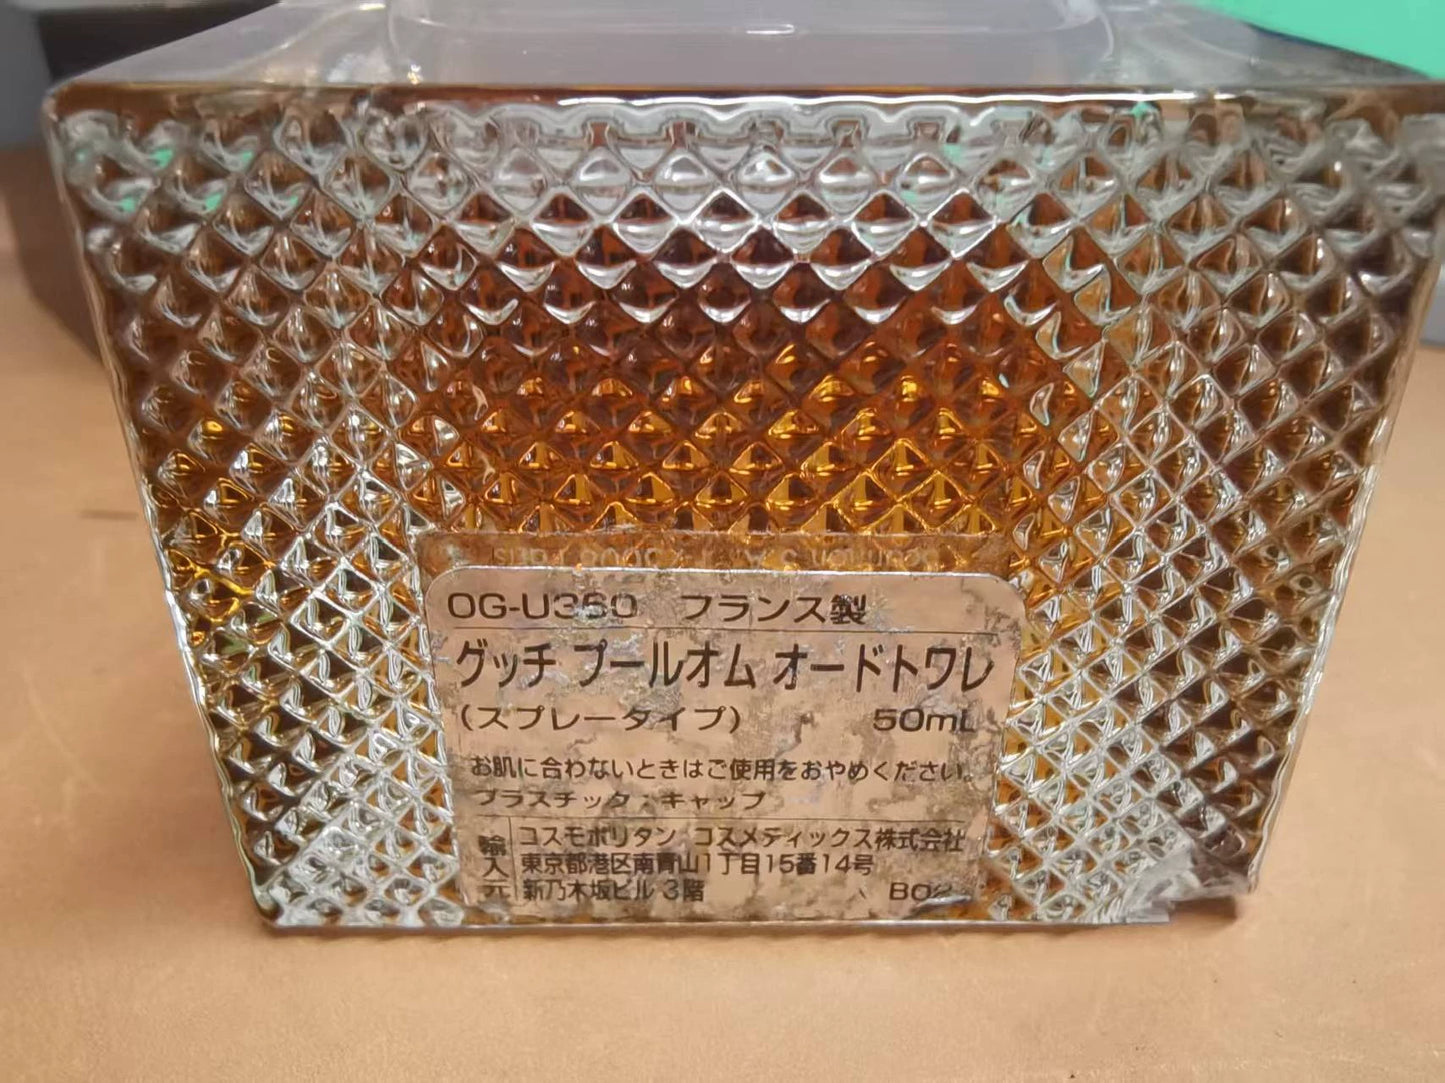 OG-U350 フランス製
グッチ プールオム オードトワレ
(スプレータイプ) 50mL
お肌に合わないときはご使用をおやめください。
プラスチック・キャップ
輸入元
コスモポリタン コスメティックス株式会社
東京都港区南青山1丁目15番14号
新乃木坂ビル 3階